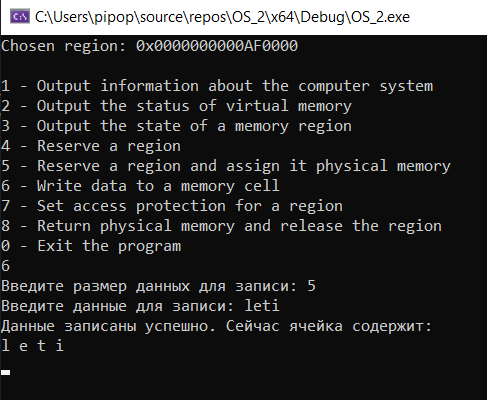 C:\Users\pipop\source\repos\OS_2\x64\Debug\OS_2.exe
Chosen region: 0x0000000000AF0000
1 - Output information about the computer system
2 - Output the status of virtual memory
3 - Output the state of a memory region
4 - Reserve a region
5 - Reserve a region and assign it physical memory
6 - Write data to a memory cell
7 - Set access protection for a region
8 - Return physical memory and release the region
0 - Exit the program
6
Введите размер данных для записи: 5
Введите данные для записи: leti
Данные записаны успешно. Сейчас ячейка содержит:
l e t i